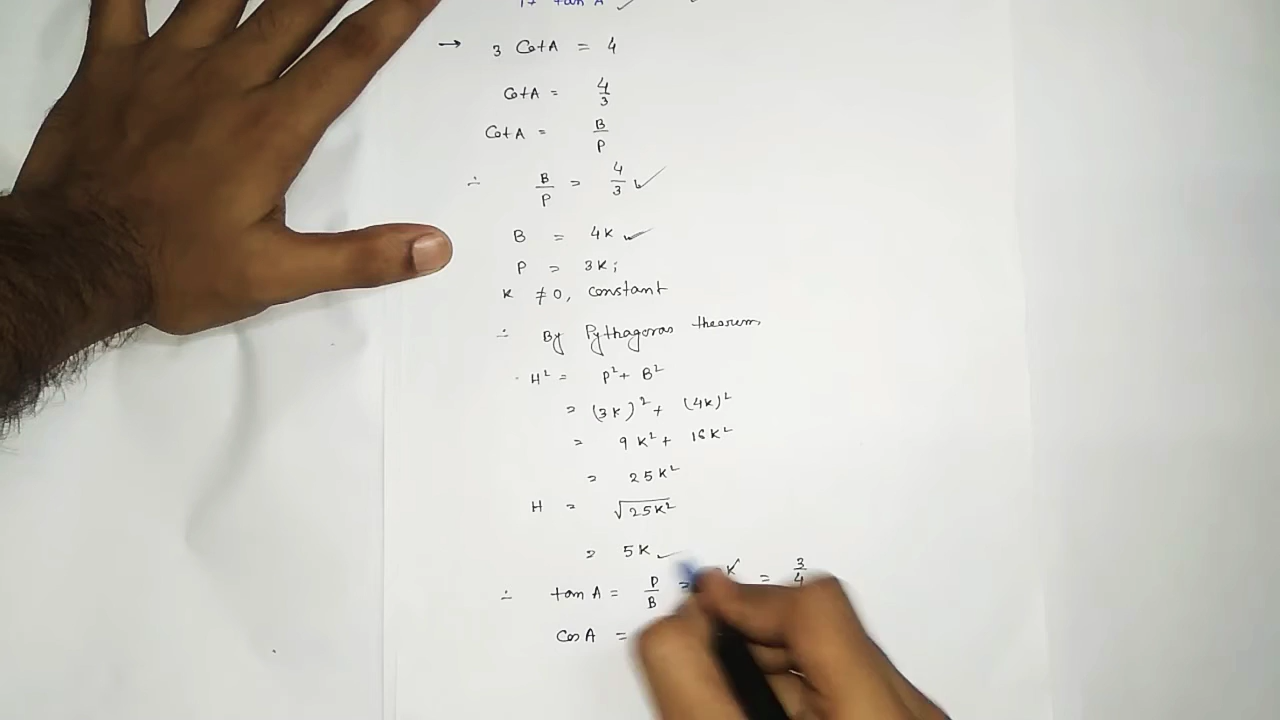 → 3 CotA = 4
CotA = 4/3
CotA = B/P
∴ B/P = 4/3 ✓
B = 4K ✓
P = 3K;
K ≠ 0, constant
∴ By Pythagoras theorem,
H² = P² + B²
= (3K)² + (4K)²
= 9K² + 16K²
= 25K²
H = √25K²
= 5K ✓
∴ tan A = P/B = K = 3/4
Cos A =